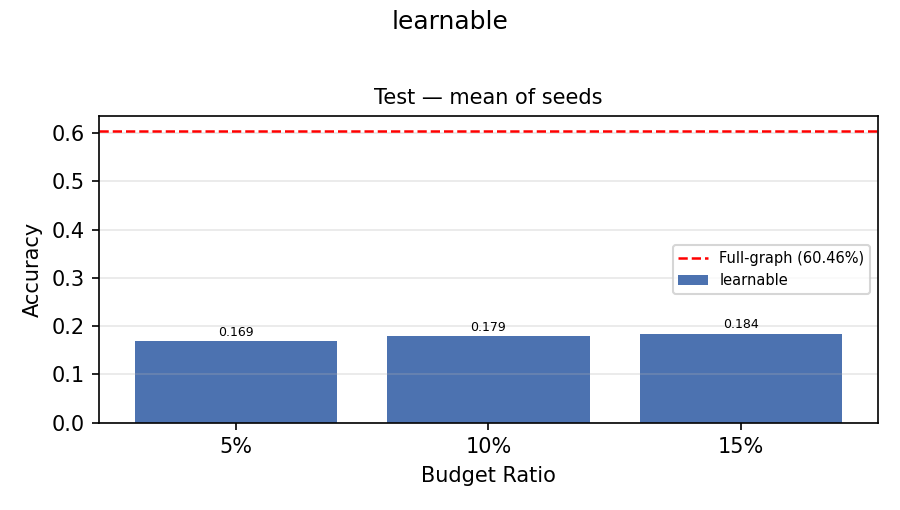 learnable
Test — mean of seeds
Accuracy
0.6
0.5
0.4
0.3
0.2
0.1
0.0
Full-graph (60.46%)
learnable
0.169
0.179
0.184
5%
10%
15%
Budget Ratio